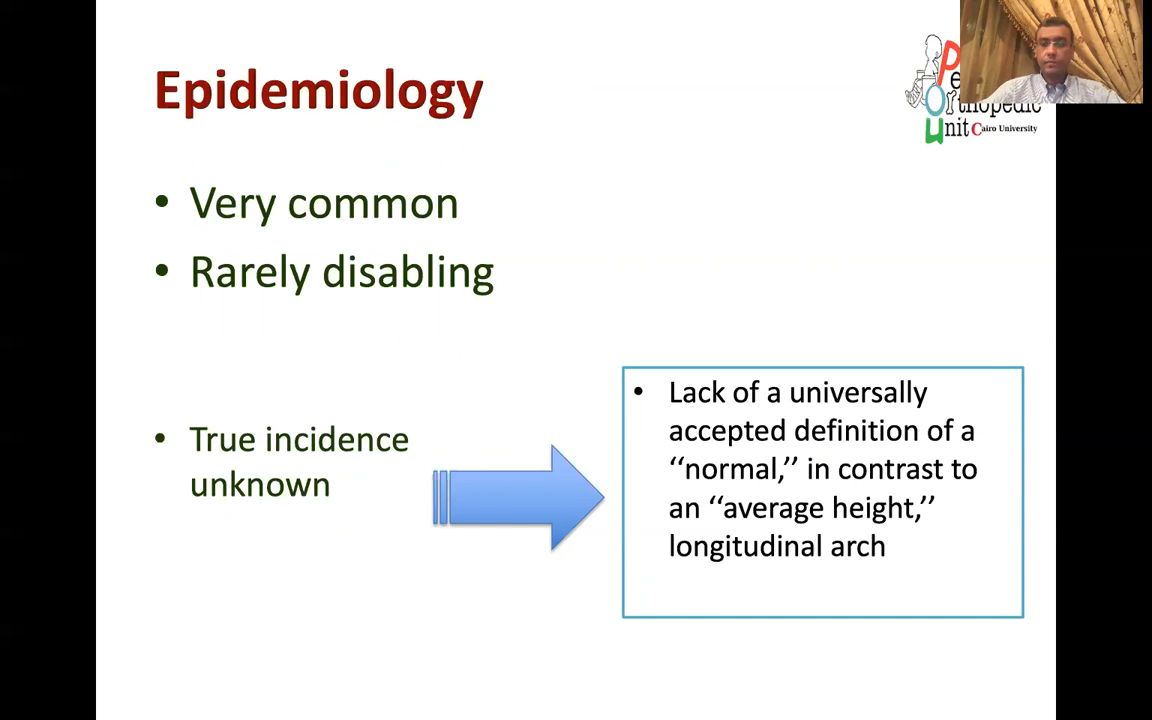 Epidemiology
Orthopedic
Unit Cairo University
• Very common
• Rarely disabling
• True incidence
unknown
• Lack of a universally
accepted definition of a
‘‘normal,’’ in contrast to
an ‘‘average height,’’
longitudinal arch